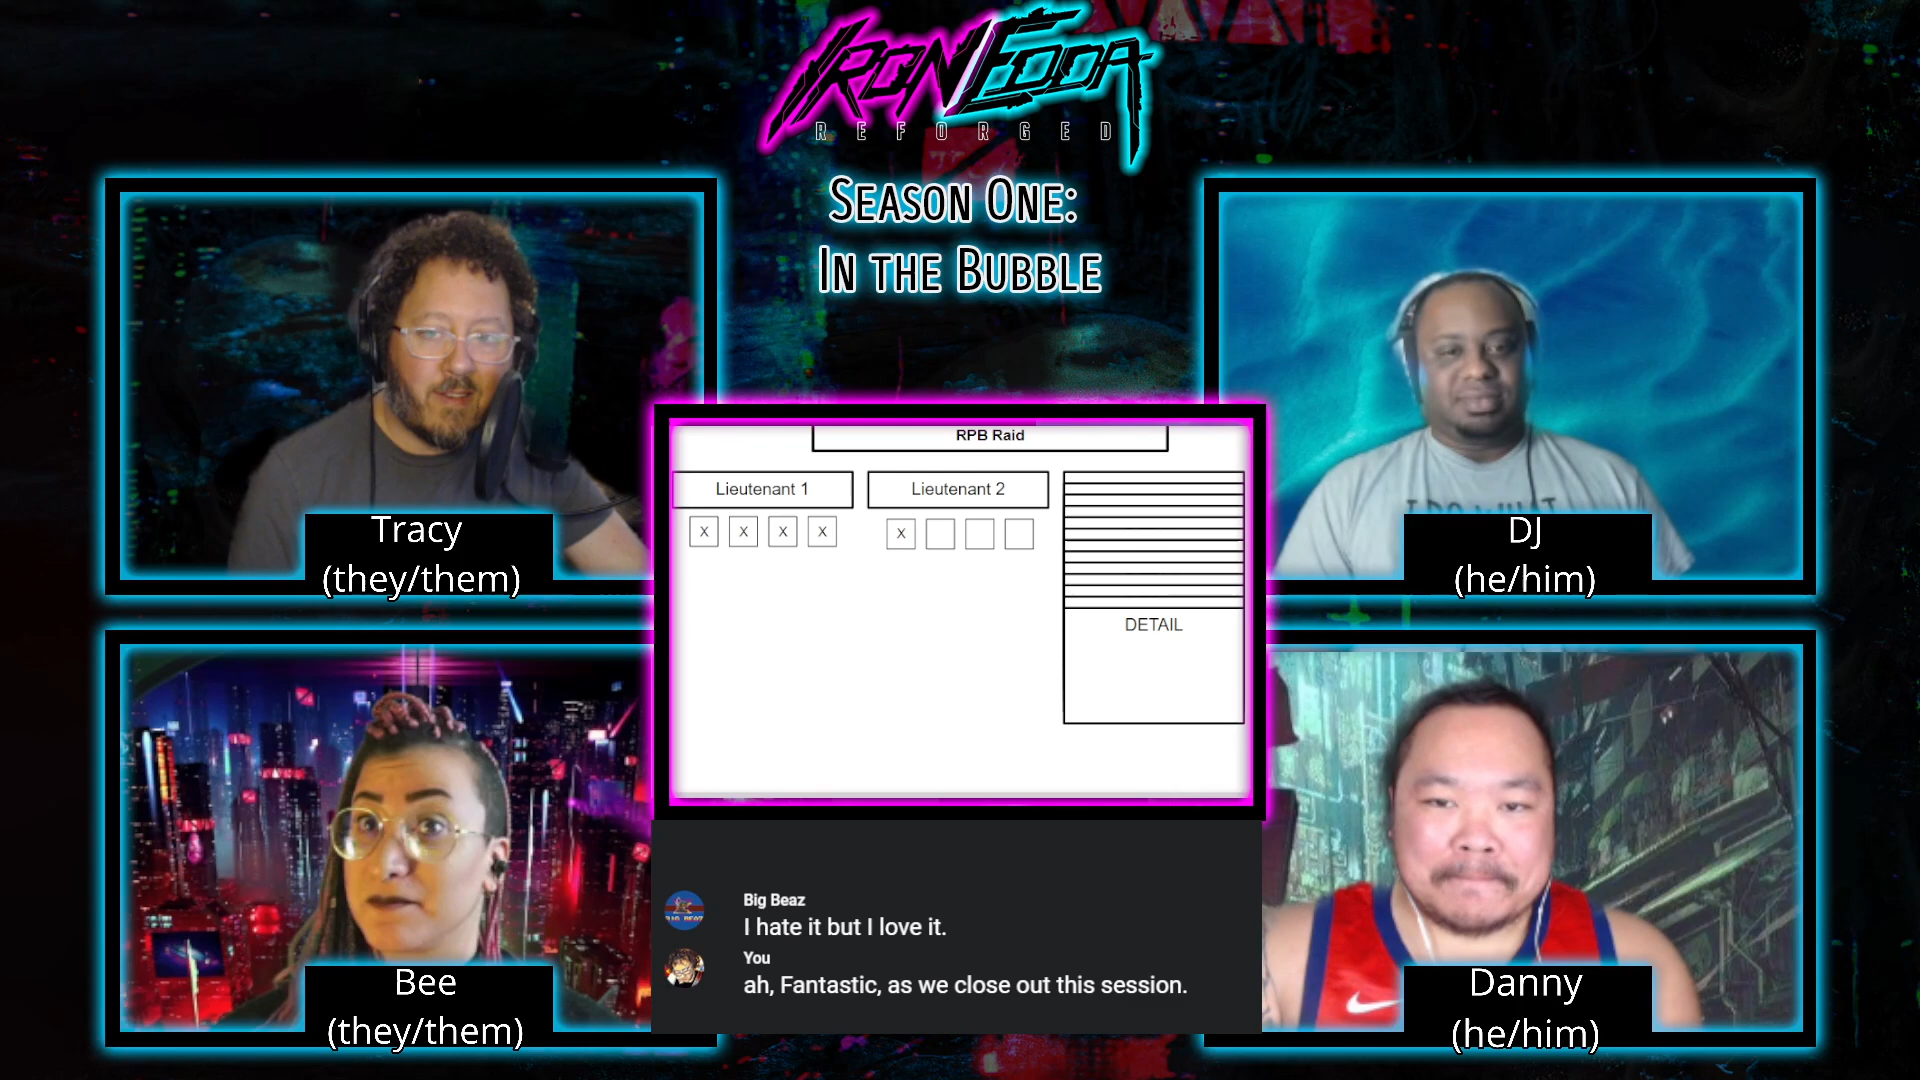 IRON EDDA
REFORGED
SEASON ONE:
IN THE BUBBLE
Tracy
(they/them)
DJ
(he/him)
RPB Raid
Lieutenant 1
Lieutenant 2
X X X X
X
DETAIL
I DO WHAT
Big Beaz
I hate it but I love it.
You
ah, Fantastic, as we close out this session.
Bee
(they/them)
Danny
(he/him)